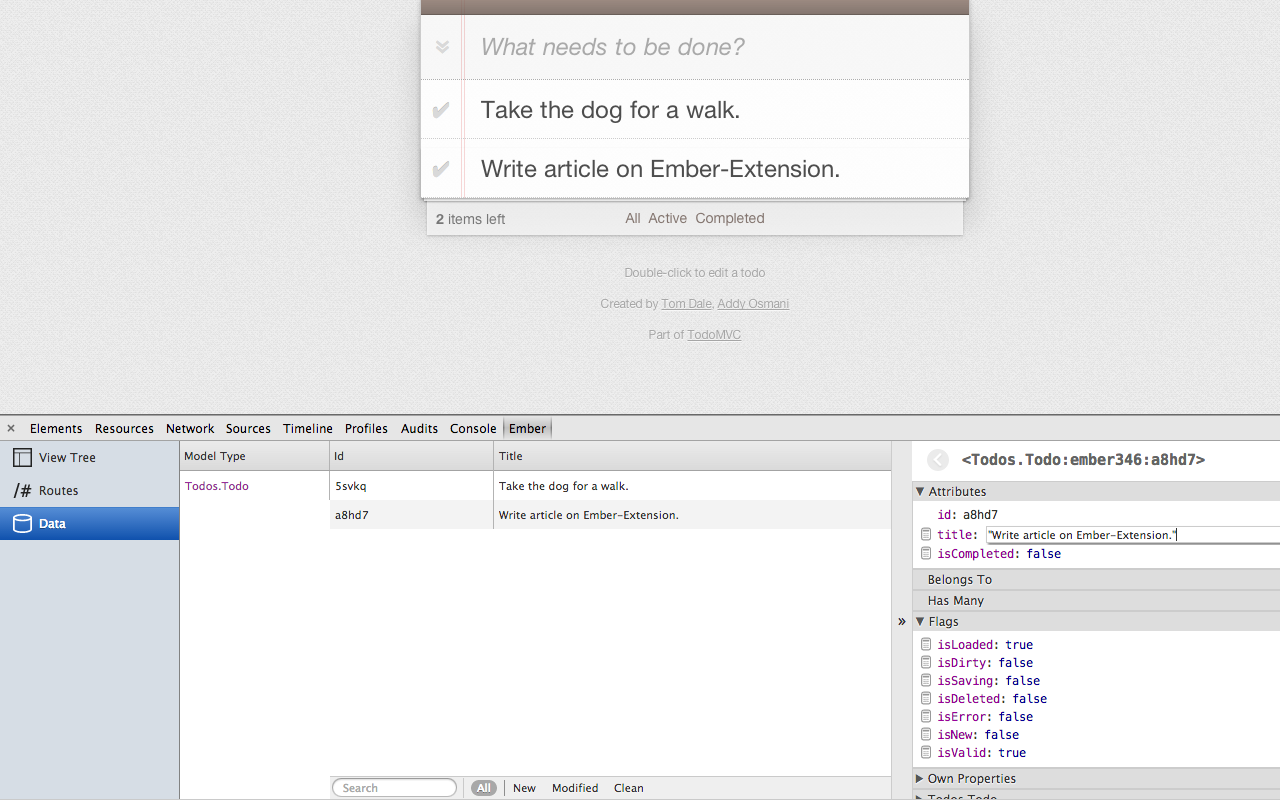 What needs to be done?
Take the dog for a walk.
Write article on Ember-Extension.
2 items left All Active Completed
Double-click to edit a todo
Created by Tom Dale, Addy Osmani
Part of TodoMVC
× Elements Resources Network Sources Timeline Profiles Audits Console Ember
View Tree
/# Routes
Data
Model Type Id Title
Todos.Todo 5svkq Take the dog for a walk.
a8hd7 Write article on Ember-Extension.
Search All New Modified Clean
»
<Todos.Todo:ember346:a8hd7>
▼ Attributes
id: a8hd7
title: "Write article on Ember-Extension."
isCompleted: false
Belongs To
Has Many
▼ Flags
isLoaded: true
isDirty: false
isSaving: false
isDeleted: false
isError: false
isNew: false
isValid: true
▶ Own Properties
▶ Todos.Todo